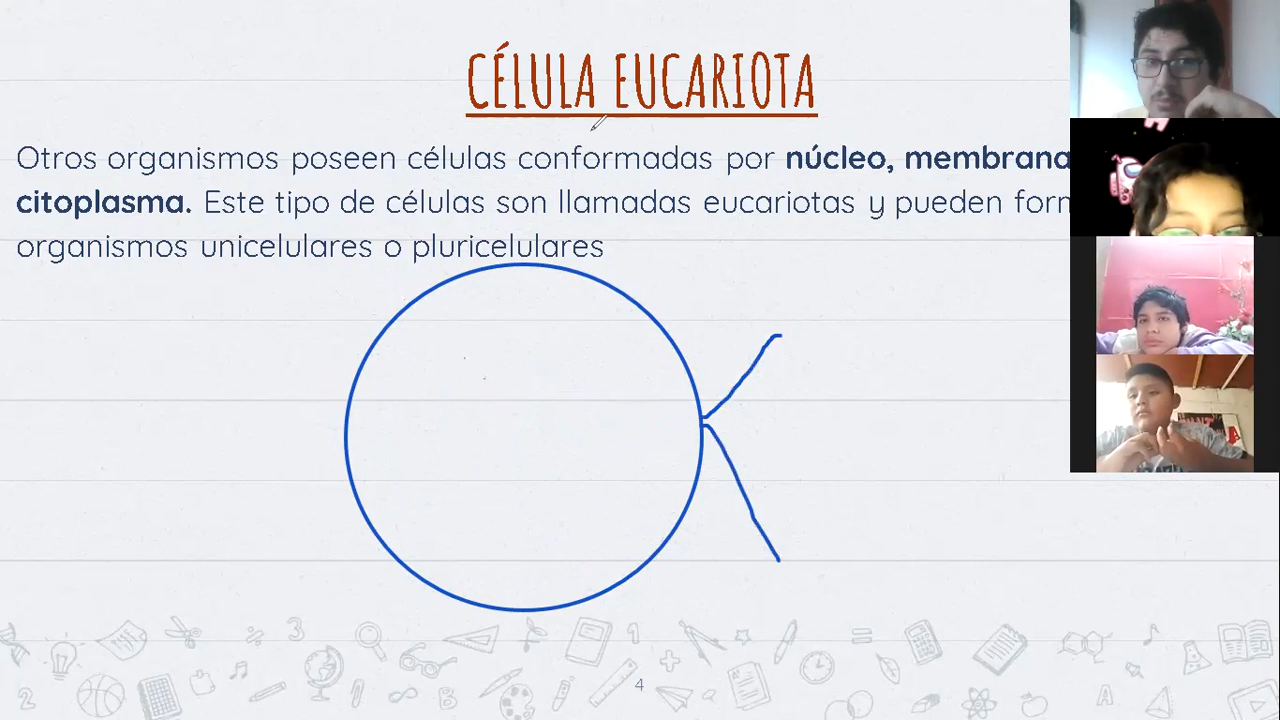 CÉLULA EUCARIOTA
Otros organismos poseen células conformadas por núcleo, membrana
citoplasma. Este tipo de células son llamadas eucariotas y pueden
organismos unicelulares o pluricelulares
4